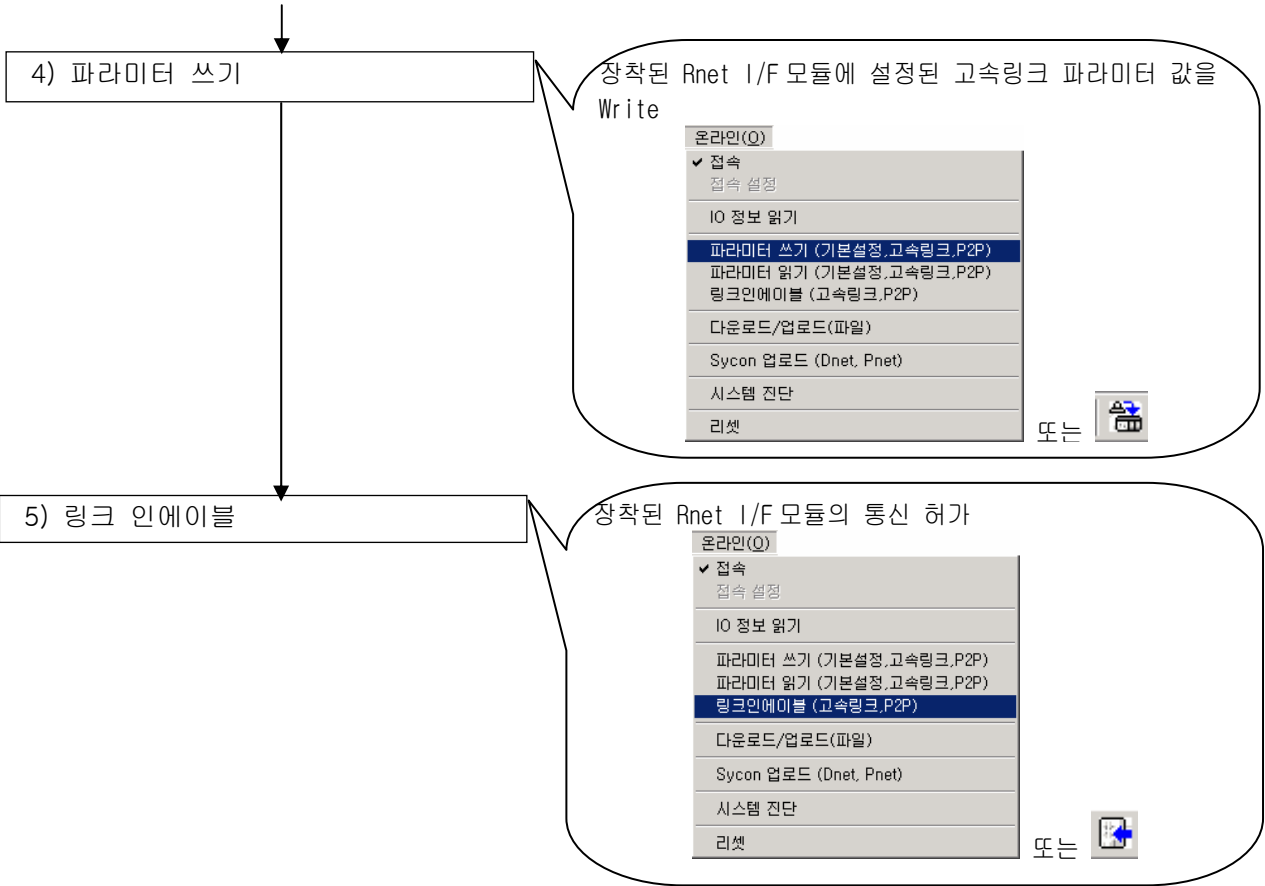 4) 파라미터 쓰기
장착된 Rnet I/F 모듈에 설정된 고속링크 파라미터 값을
Write
온라인(O)
접속
접속 설정
IO 정보 읽기
파라미터 쓰기 (기본설정,고속링크,P2P)
파라미터 읽기 (기본설정,고속링크,P2P)
링크인에이블 (고속링크,P2P)
다운로드/업로드(파일)
Sycon 업로드 (Dnet, Pnet)
시스템 진단
리셋
또는
5) 링크 인에이블
장착된 Rnet I/F 모듈의 통신 허가
온라인(O)
접속
접속 설정
IO 정보 읽기
파라미터 쓰기 (기본설정,고속링크,P2P)
파라미터 읽기 (기본설정,고속링크,P2P)
링크인에이블 (고속링크,P2P)
다운로드/업로드(파일)
Sycon 업로드 (Dnet, Pnet)
시스템 진단
리셋
또는